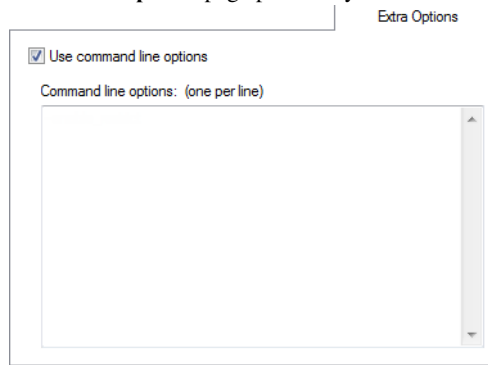 Extra Options
Use command line options
Command line options: (one per line)